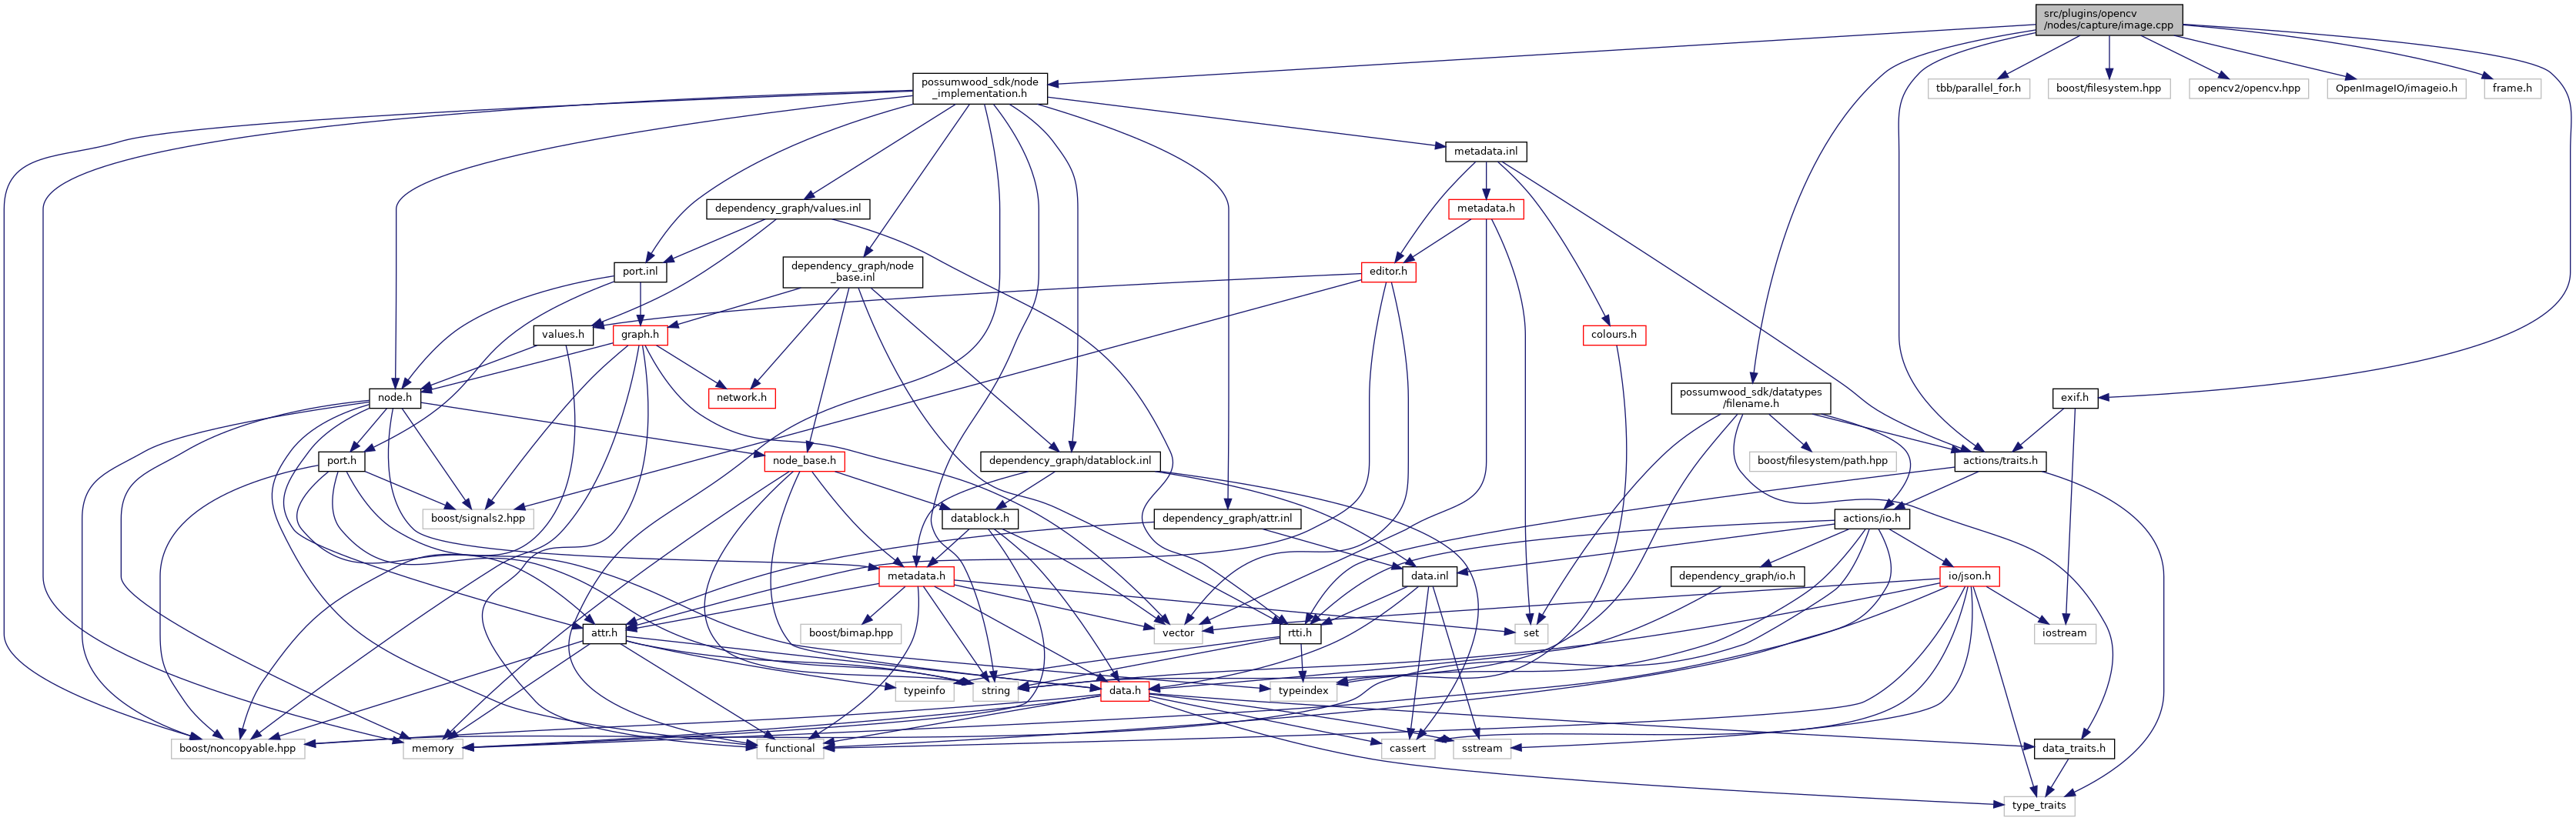 src/plugins/opencv
/nodes/capture/image.cpp
possumwood_sdk/node
_implementation.h
tbb/parallel_for.h
boost/filesystem.hpp
opencv2/opencv.hpp
OpenImageIO/imageio.h
frame.h
metadata.inl
dependency_graph/values.inl
metadata.h
port.inl
dependency_graph/node
_base.inl
editor.h
values.h
graph.h
colours.h
node.h
network.h
possumwood_sdk/datatypes
/filename.h
exif.h
port.h
node_base.h
dependency_graph/datablock.inl
boost/filesystem/path.hpp
actions/traits.h
boost/signals2.hpp
datablock.h
dependency_graph/attr.inl
actions/io.h
metadata.h
data.inl
dependency_graph/io.h
io/json.h
boost/bimap.hpp
attr.h
vector
rtti.h
set
iostream
typeinfo
string
data.h
typeindex
boost/noncopyable.hpp
memory
functional
cassert
sstream
data_traits.h
type_traits